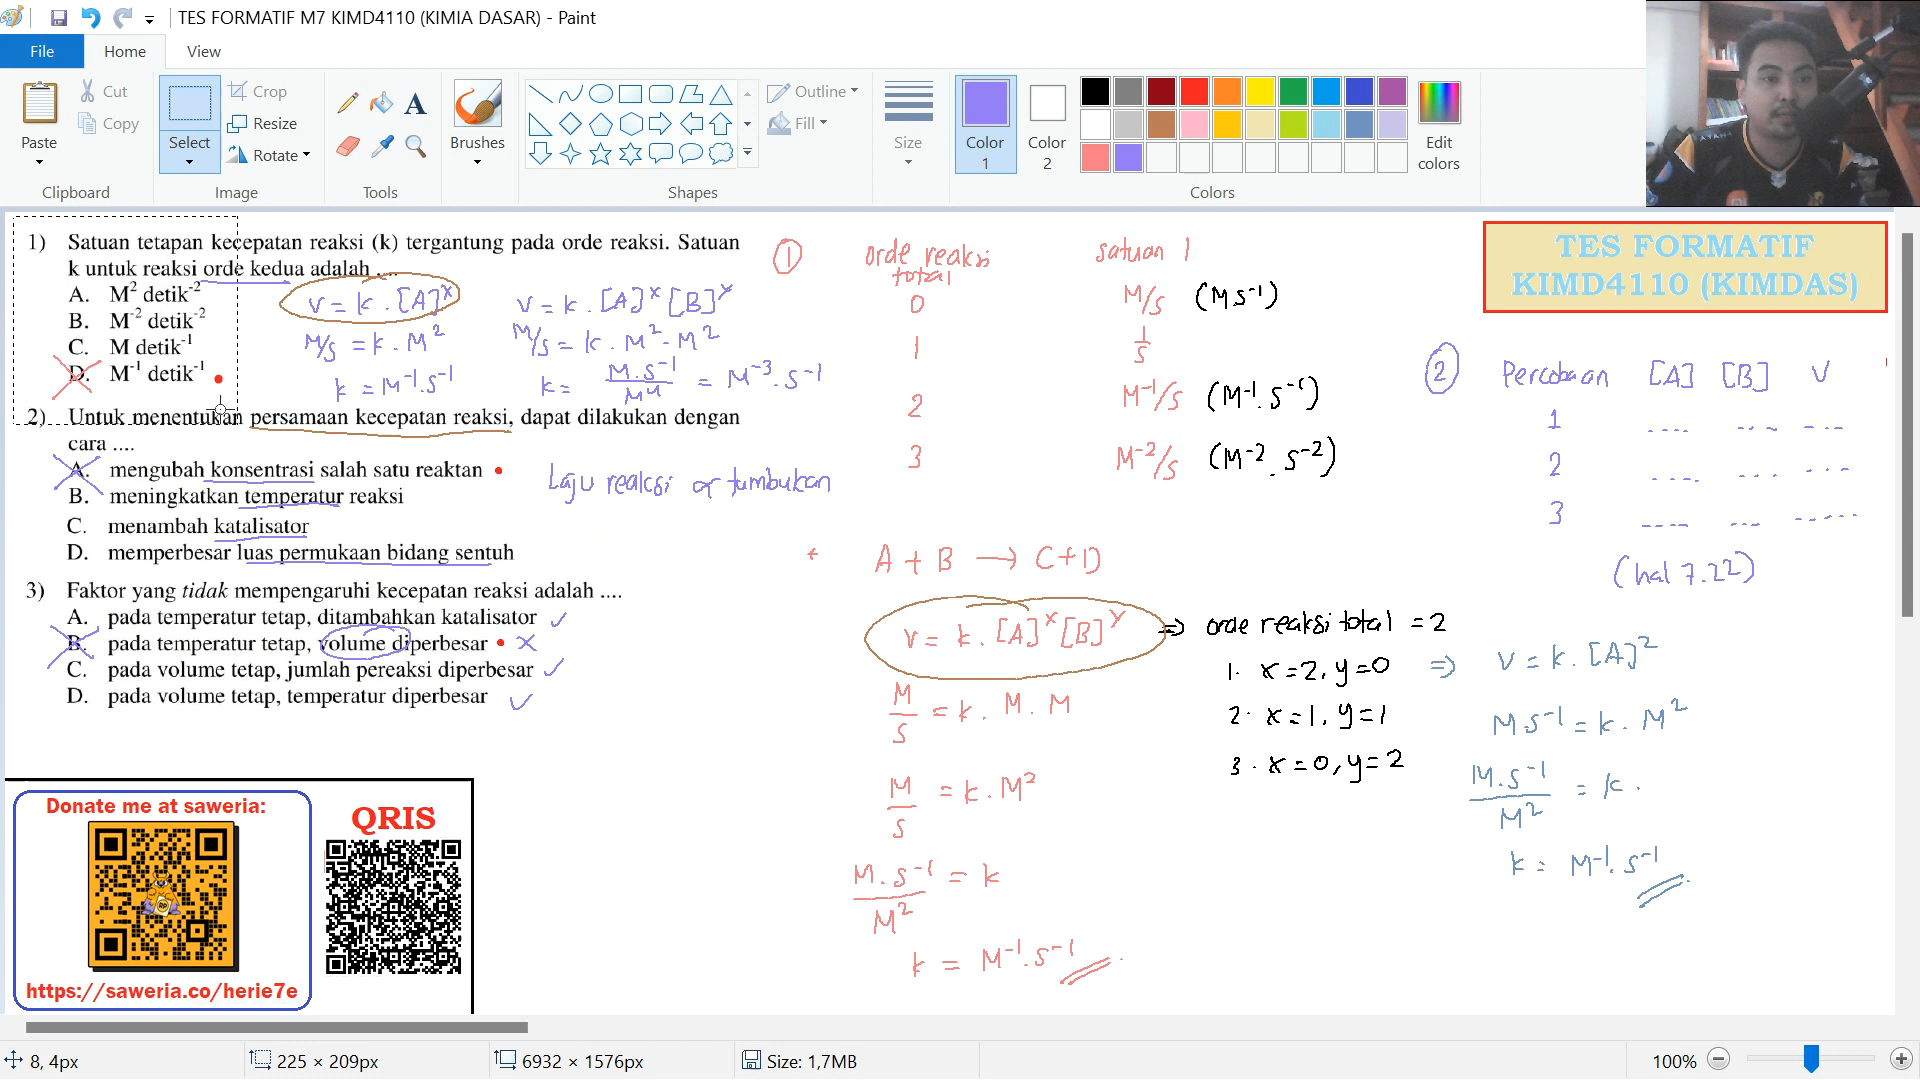 TES FORMATIF M7 KIMD4110 (KIMIA DASAR) - Paint
File
Home
View
Paste
Cut
Copy
Clipboard
Select
Crop
Resize
Rotate
Image
Tools
Brushes
Shapes
Outline
Fill
Size
Color 1
Color 2
Edit colors
Colors
1) Satuan tetapan kecepatan reaksi (k) tergantung pada orde reaksi. Satuan
k untuk reaksi orde kedua adalah ....
A. M² detik⁻²
B. M⁻² detik⁻²
C. M detik⁻¹
D. M⁻¹ detik⁻¹
v = k . [A]ˣ
M/s = k . M²
k = M⁻¹.s⁻¹
v = k . [A]ˣ [B]ʸ
M/s = k . M² . M²
k = M.s⁻¹ / M⁴ = M⁻³.s⁻¹
2) Untuk menentukan persamaan kecepatan reaksi, dapat dilakukan dengan
cara ....
A. mengubah konsentrasi salah satu reaktan
B. meningkatkan temperatur reaksi
C. menambah katalisator
D. memperbesar luas permukaan bidang sentuh
Laju reaksi ∝ tumbukan
3) Faktor yang tidak mempengaruhi kecepatan reaksi adalah ....
A. pada temperatur tetap, ditambahkan katalisator
B. pada temperatur tetap, volume diperbesar
C. pada volume tetap, jumlah pereaksi diperbesar
D. pada volume tetap, temperatur diperbesar
Donate me at saweria:
https://saweria.co/herie7e
QRIS
1
orde reaksi total
satuan 1
0 M/s (M s⁻¹)
1 1/s
2 M⁻¹/s (M⁻¹.s⁻¹)
3 M⁻²/s (M⁻².s⁻²)
A + B → C + D
v = k . [A]ˣ [B]ʸ ⇒ orde reaksi total = 2
1. x=2, y=0
2. x=1, y=1
3. x=0, y=2
M/s = k . M . M
M/s = k . M²
M.s⁻¹ / M² = k
k = M⁻¹.s⁻¹
⇒ v = k . [A]²
M.s⁻¹ = k . M²
M.s⁻¹ / M² = k .
k = M⁻¹.s⁻¹
TES FORMATIF
KIMD4110 (KIMDAS)
2 Percobaan [A] [B] V
1 .... ... ...
2 .... ... ...
3 .... ... .....
(hal 7.22)
8, 4px
225 × 209px
6932 × 1576px
Size: 1,7MB
100%